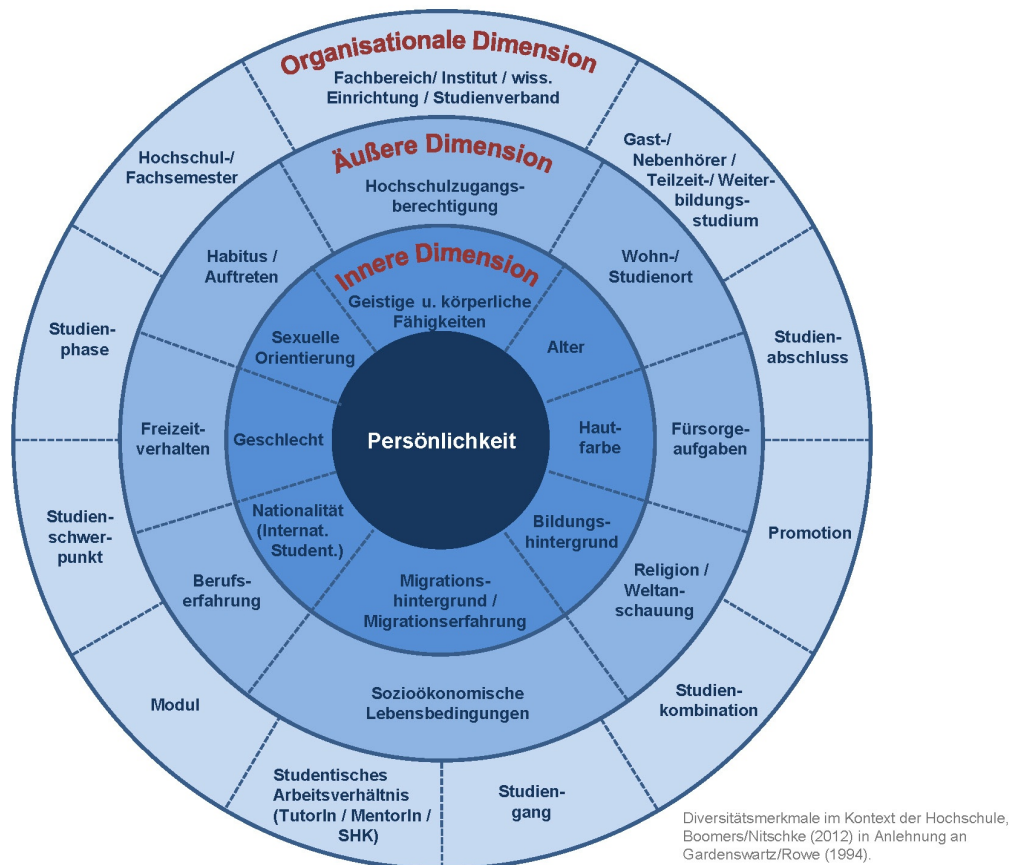 Organisationale Dimension
Fachbereich/ Institut / wiss.
Einrichtung / Studienverband
Gast-/
Nebenhörer /
Teilzeit-/ Weiter-
bildungs-
studium
Studien-
abschluss
Promotion
Studien-
kombination
Studien-
gang
Studentisches
Arbeitsverhältnis
(TutorIn / MentorIn /
SHK)
Modul
Studien-
schwer-
punkt
Studien-
phase
Hochschul-/
Fachsemester
Äußere Dimension
Hochschulzugangs-
berechtigung
Wohn-/
Studienort
Fürsorge-
aufgaben
Religion /
Weltan-
schauung
Sozioökonomische
Lebensbedingungen
Berufs-
erfahrung
Freizeit-
verhalten
Habitus /
Auftreten
Innere Dimension
Geistige u. körperliche
Fähigkeiten
Alter
Haut-
farbe
Bildungs-
hintergrund
Migrations-
hintergrund /
Migrationserfahrung
Nationalität
(Internat.
Student.)
Geschlecht
Sexuelle
Orientierung
Persönlichkeit
Diversitätsmerkmale im Kontext der Hochschule,
Boomers/Nitschke (2012) in Anlehnung an
Gardenswartz/Rowe (1994).